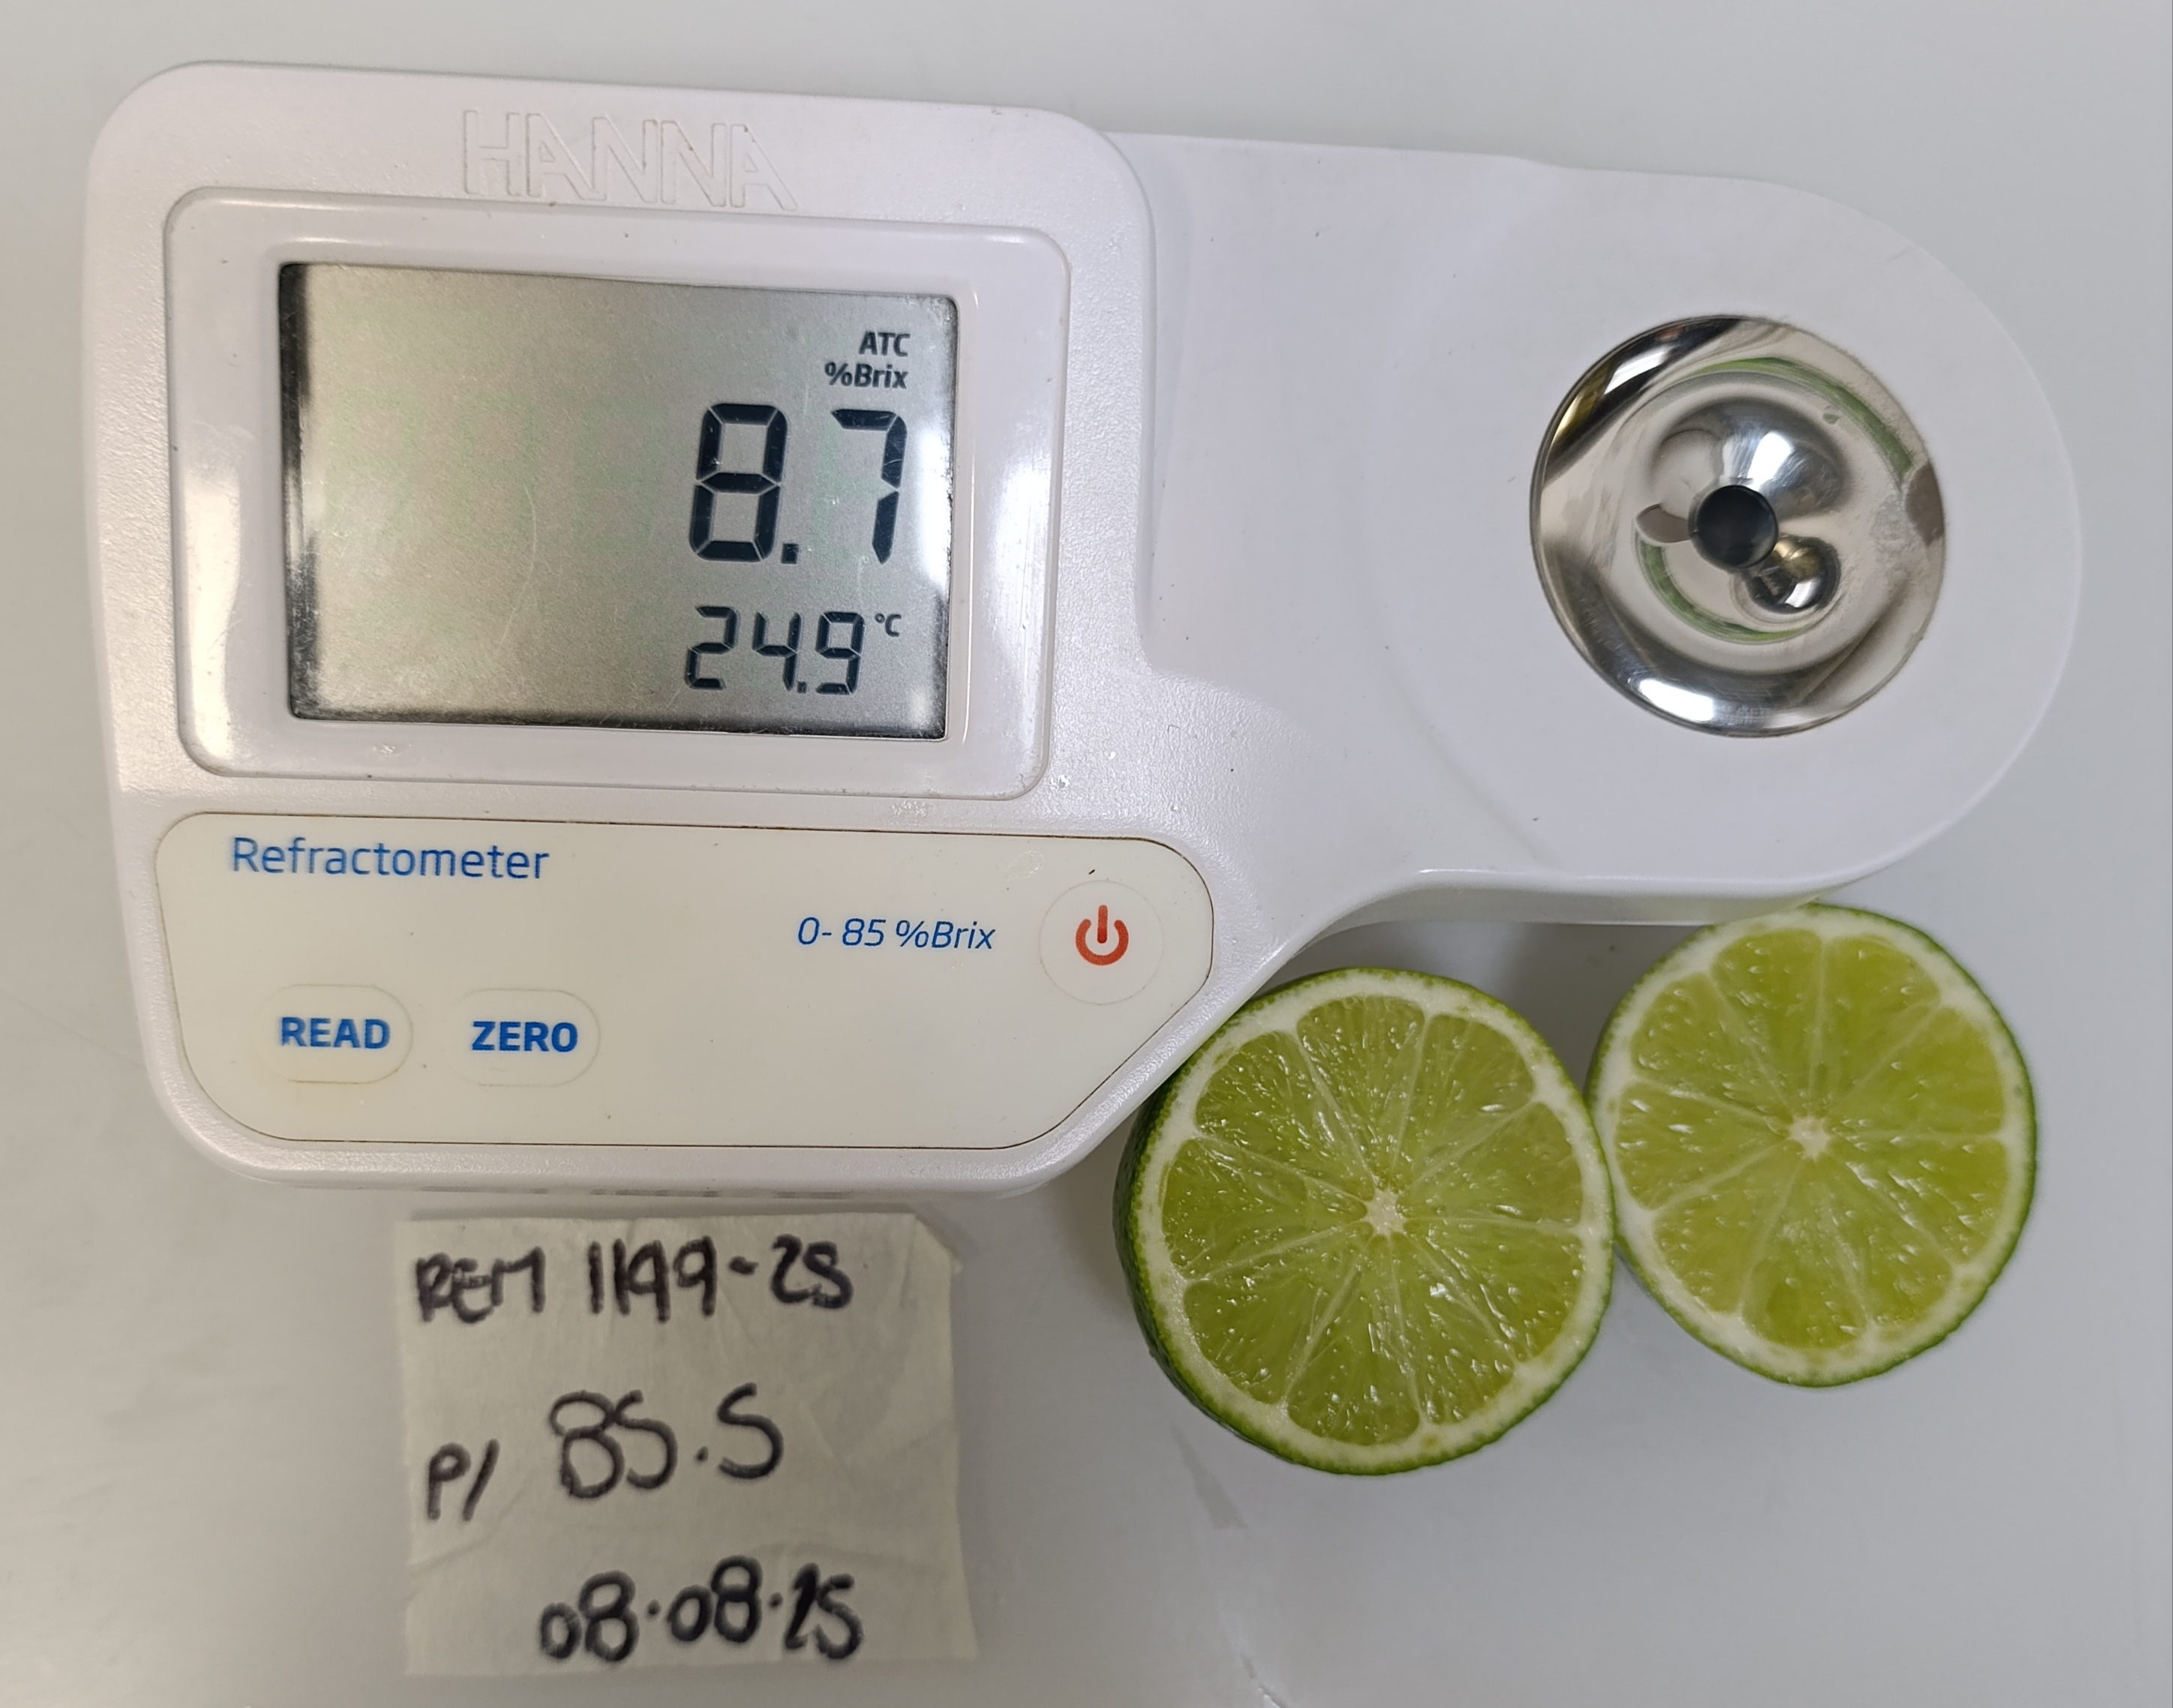 HANNA
ATC
%Brix
8.7
24.9 °C
Refractometer
0-85 %Brix
READ ZERO
REM 1199-25
P/ 85.5
08.08.25